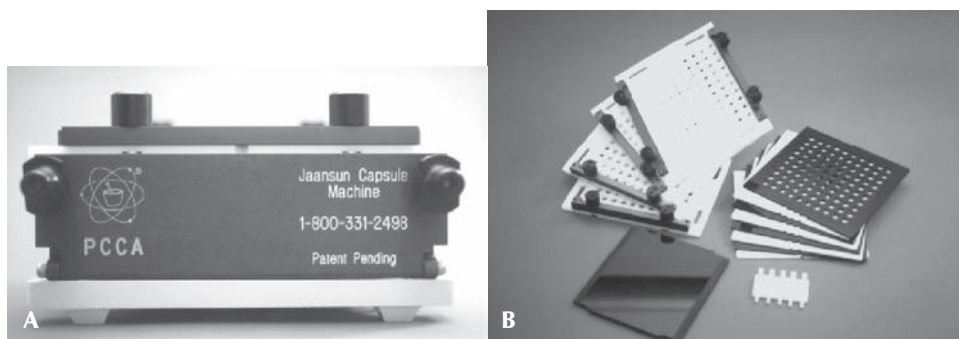 Jaansun Capsule
Machine
1-800-331-2498
PCCA
Patent Pending
A
B